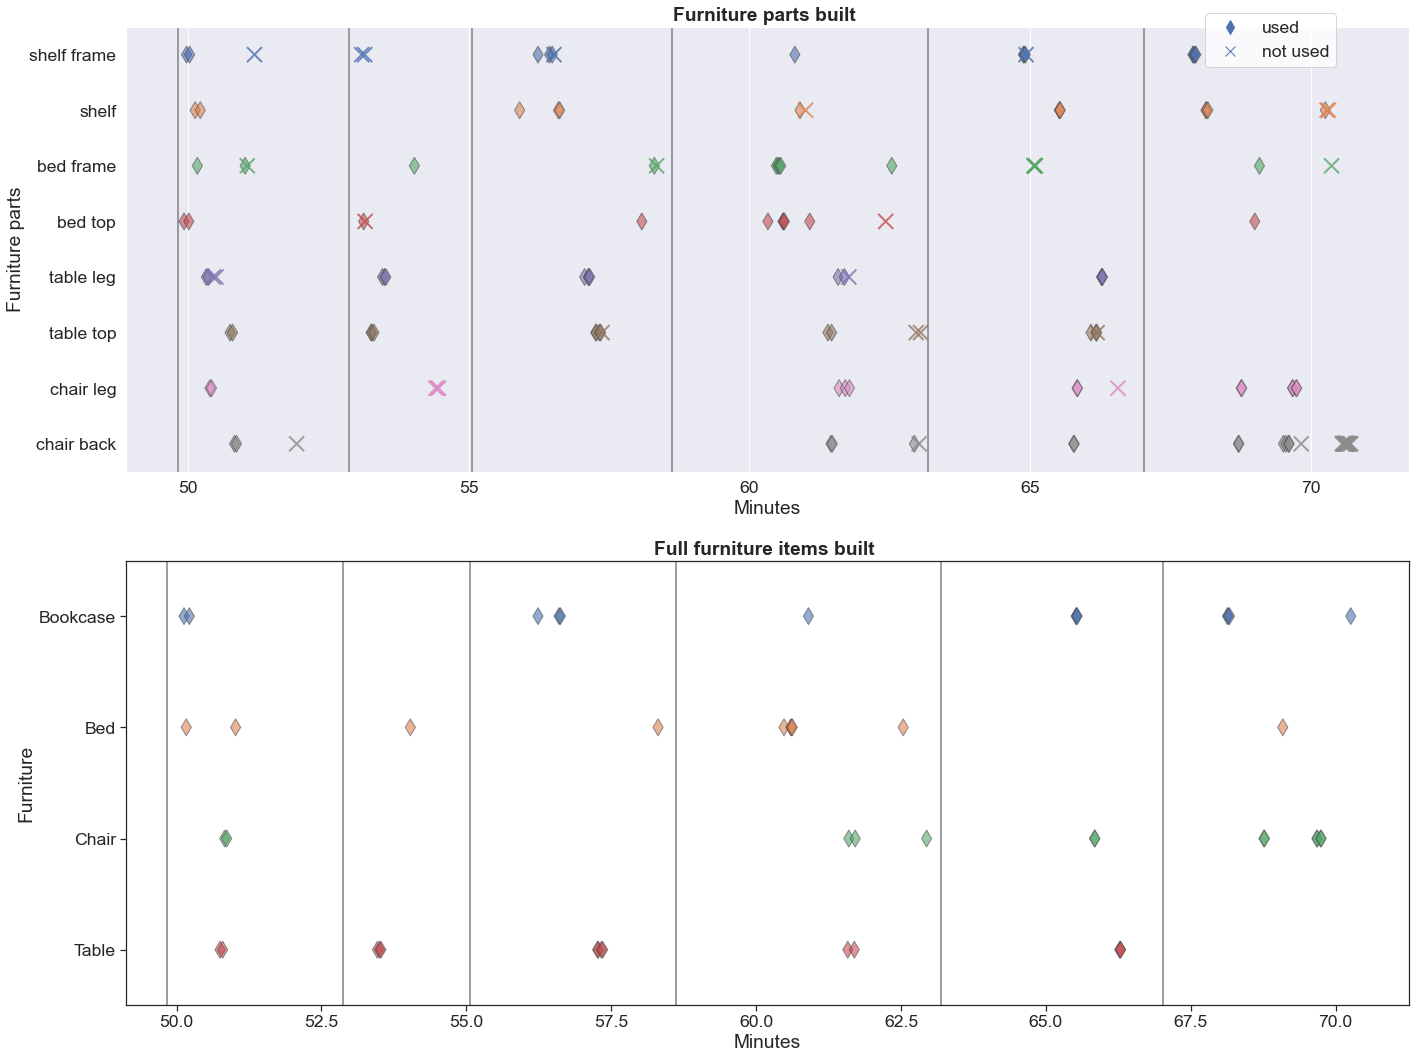 Furniture parts built
used
not used
shelf frame
shelf
bed frame
bed top
table leg
table top
chair leg
chair back
Furniture parts
50 55 60 65 70
Minutes
Full furniture items built
Bookcase
Bed
Chair
Table
Furniture
50.0 52.5 55.0 57.5 60.0 62.5 65.0 67.5 70.0
Minutes